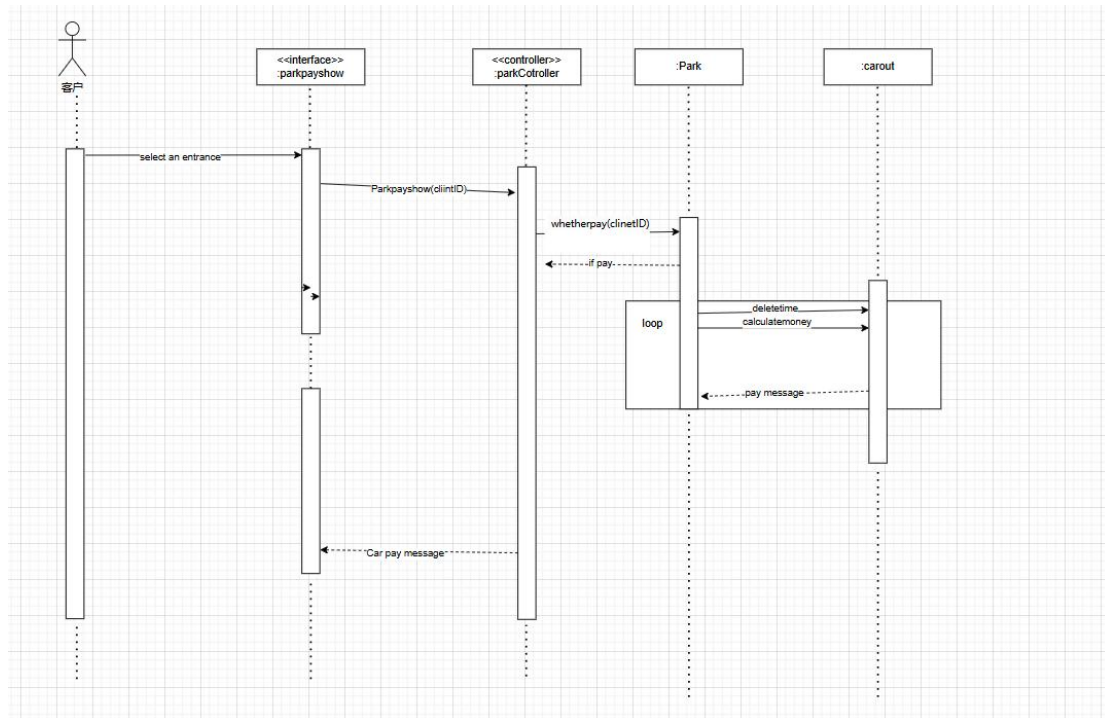 <<interface>>
:parkpayshow
<<controller>>
:parkCotroller
:Park
:carout
客户
select an entrance
Parkpayshow(cliintID)
whetherpay(clinetID)
if pay
loop
deletetime
calculatemoney
pay message
Car pay message